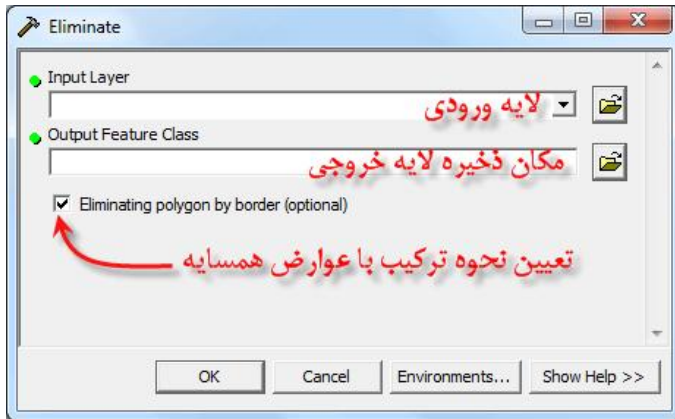 Eliminate
Input Layer
لایه ورودی
Output Feature Class
مکان ذخیره لایه خروجی
Eliminating polygon by border (optional)
تعیین نحوه ترکیب با عوارض همسایه
OK
Cancel
Environments...
Show Help >>